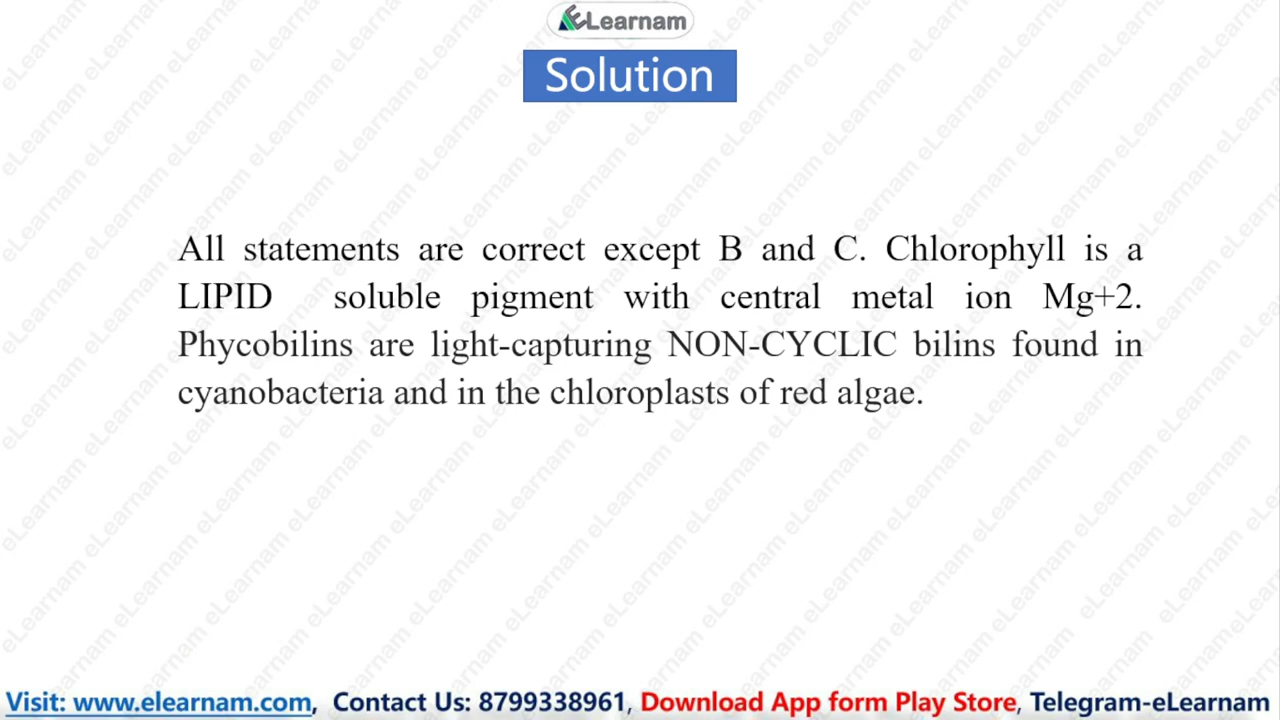 eLearnam
Solution
All statements are correct except B and C. Chlorophyll is a
LIPID soluble pigment with central metal ion Mg+2.
Phycobilins are light-capturing NON-CYCLIC bilins found in
cyanobacteria and in the chloroplasts of red algae.
Visit: www.elearnam.com, Contact Us: 8799338961, Download App form Play Store, Telegram-eLearnam